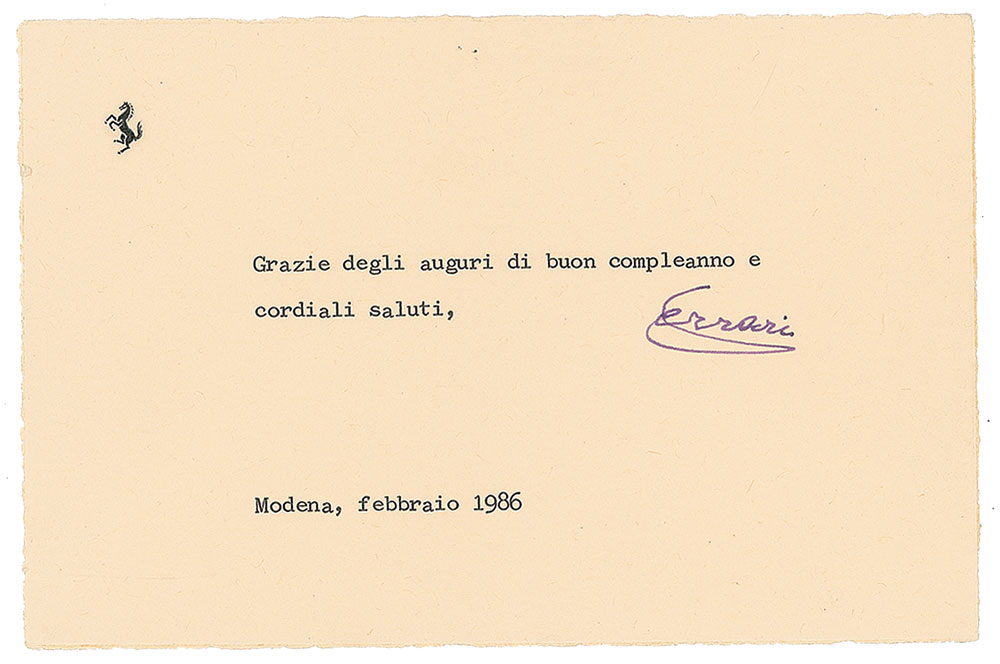 Grazie degli auguri di buon compleanno e
cordiali saluti,
Ferrari
Modena, febbraio 1986